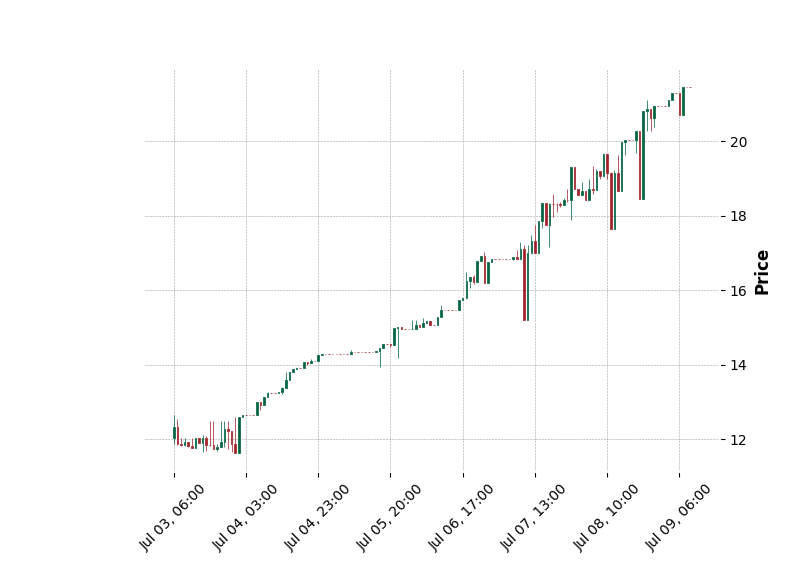 20
18
16
14
12
Price
Jul 03, 06:00
Jul 04, 03:00
Jul 04, 23:00
Jul 05, 20:00
Jul 06, 17:00
Jul 07, 13:00
Jul 08, 10:00
Jul 09, 06:00